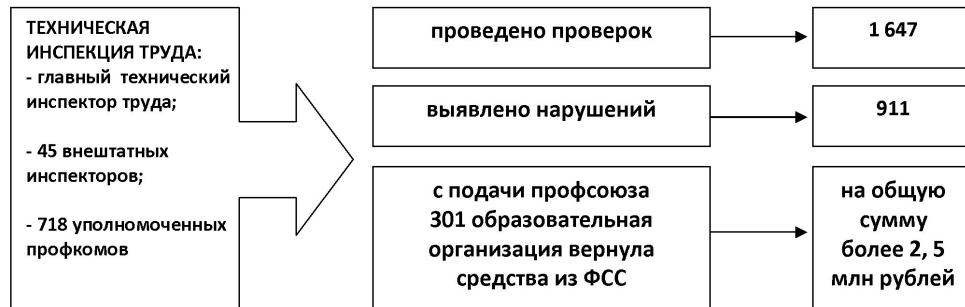 ТЕХНИЧЕСКАЯ
ИНСПЕКЦИЯ ТРУДА:
- главный технический
инспектор труда;
- 45 внештатных
инспекторов;
- 718 уполномоченных
профкомов
проведено проверок
1 647
выявлено нарушений
911
с подачи профсоюза
301 образовательная
организация вернула
средства из ФСС
на общую
сумму
более 2, 5
млн рублей